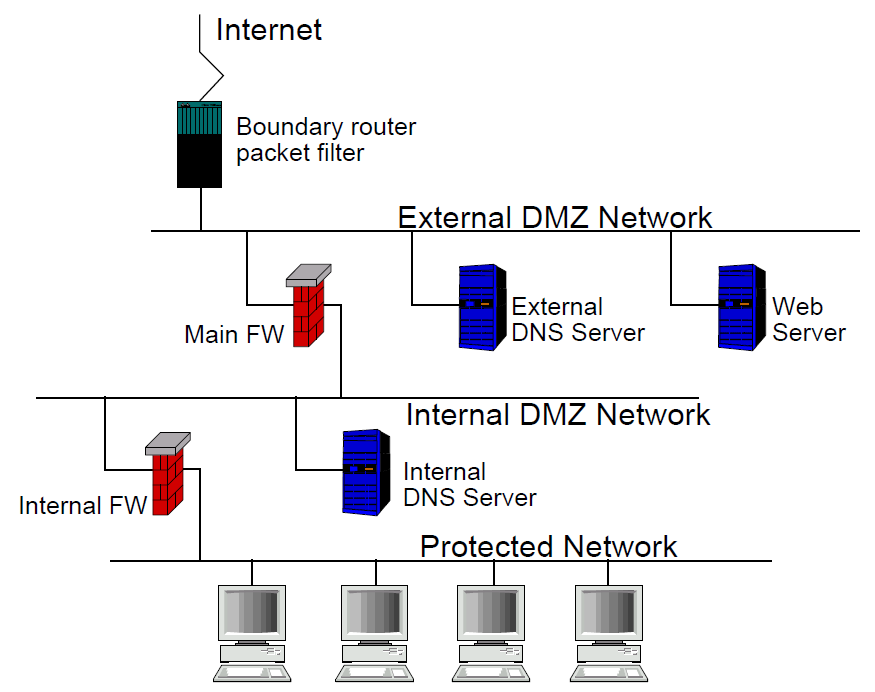 Internet
Boundary router
packet filter
External DMZ Network
Main FW
External
DNS Server
Web
Server
Internal DMZ Network
Internal FW
Internal
DNS Server
Protected Network